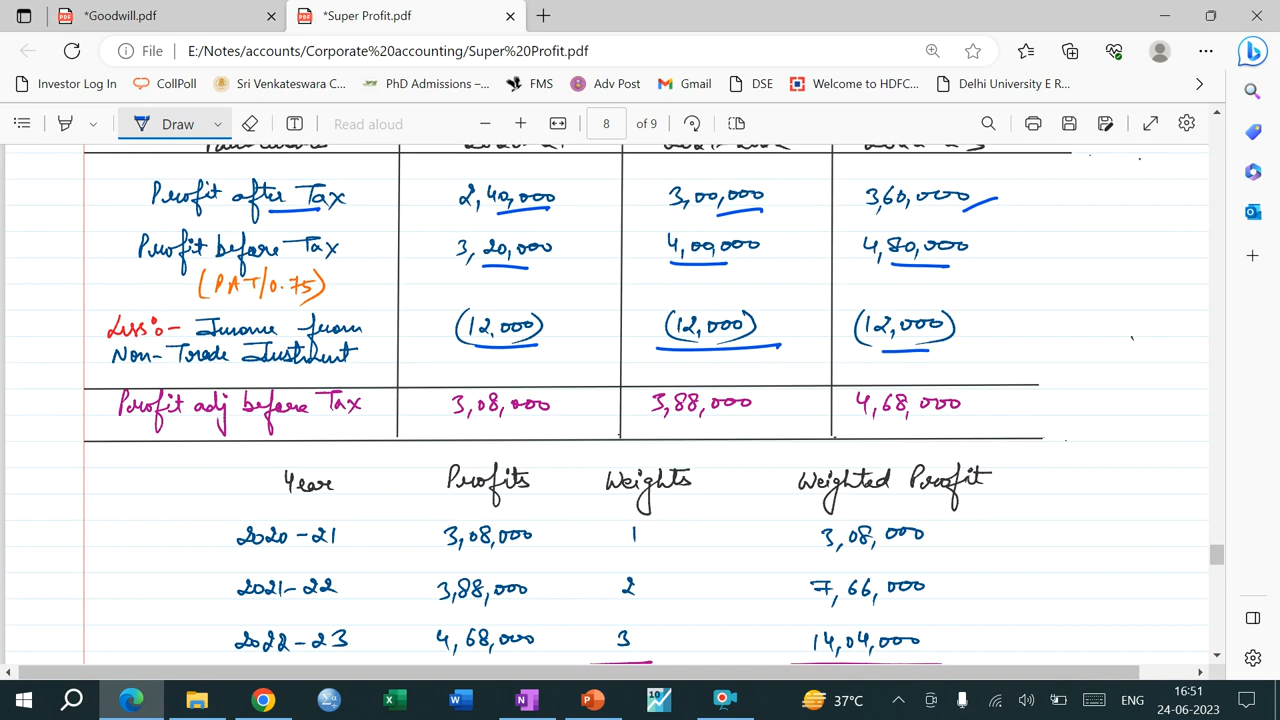 *Goodwill.pdf
*Super Profit.pdf
File E:/Notes/accounts/Corporate%20accounting/Super%20Profit.pdf
Investor Log In CollPoll Sri Venkateswara C... PhD Admissions –... FMS Adv Post Gmail DSE Welcome to HDFC... Delhi University E R...
Draw Read aloud 8 of 9
Profit after Tax 2,40,000 3,00,000 3,60,000
Profit before Tax 3,20,000 4,00,000 4,80,000
(PAT/0.75)
Less:- Income from (12,000) (12,000) (12,000)
Non-Trade
Profit adj before Tax 3,08,000 3,88,000 4,68,000
Year Profits Weights Weighted Profit
2020-21 3,08,000 1 3,08,000
2021-22 3,88,000 2 7,66,000
2022-23 4,68,000 3 14,04,000
37°C ENG 16:51
24-06-2023